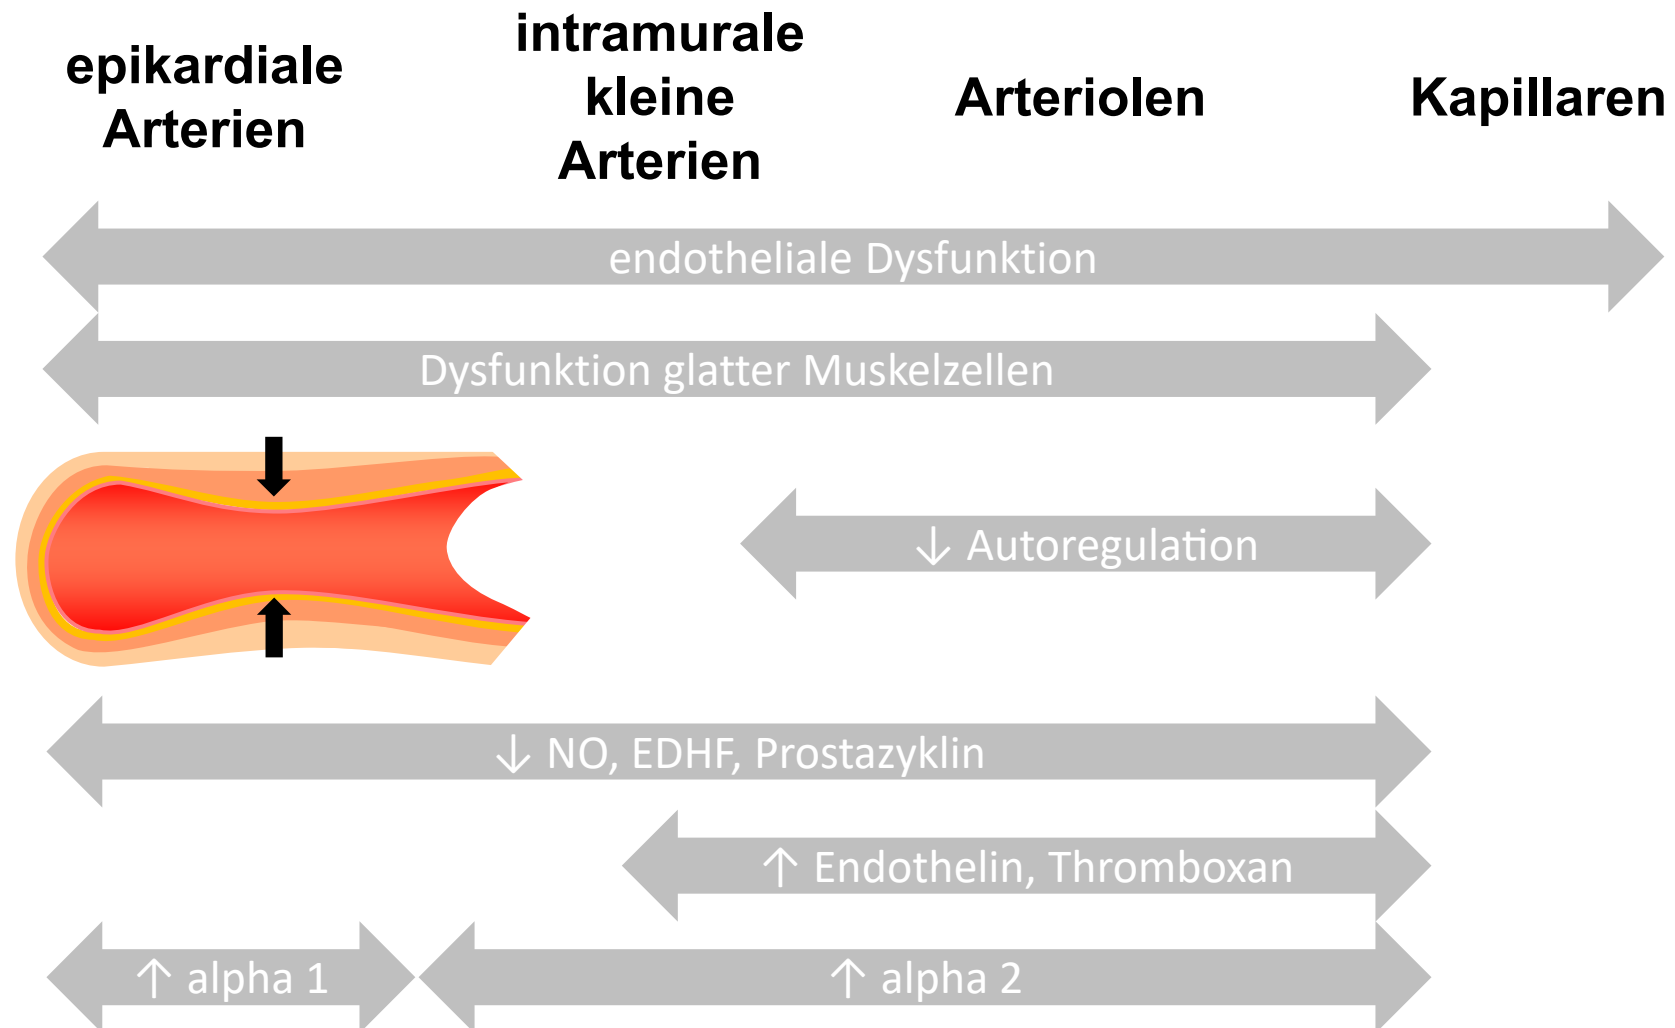 epikardiale
Arterien
intramurale
kleine
Arterien
Arteriolen
Kapillaren
endotheliale Dysfunktion
Dysfunktion glatter Muskelzellen
↓ Autoregulation
↓ NO, EDHF, Prostazyklin
↑ Endothelin, Thromboxan
↑ alpha 1
↑ alpha 2